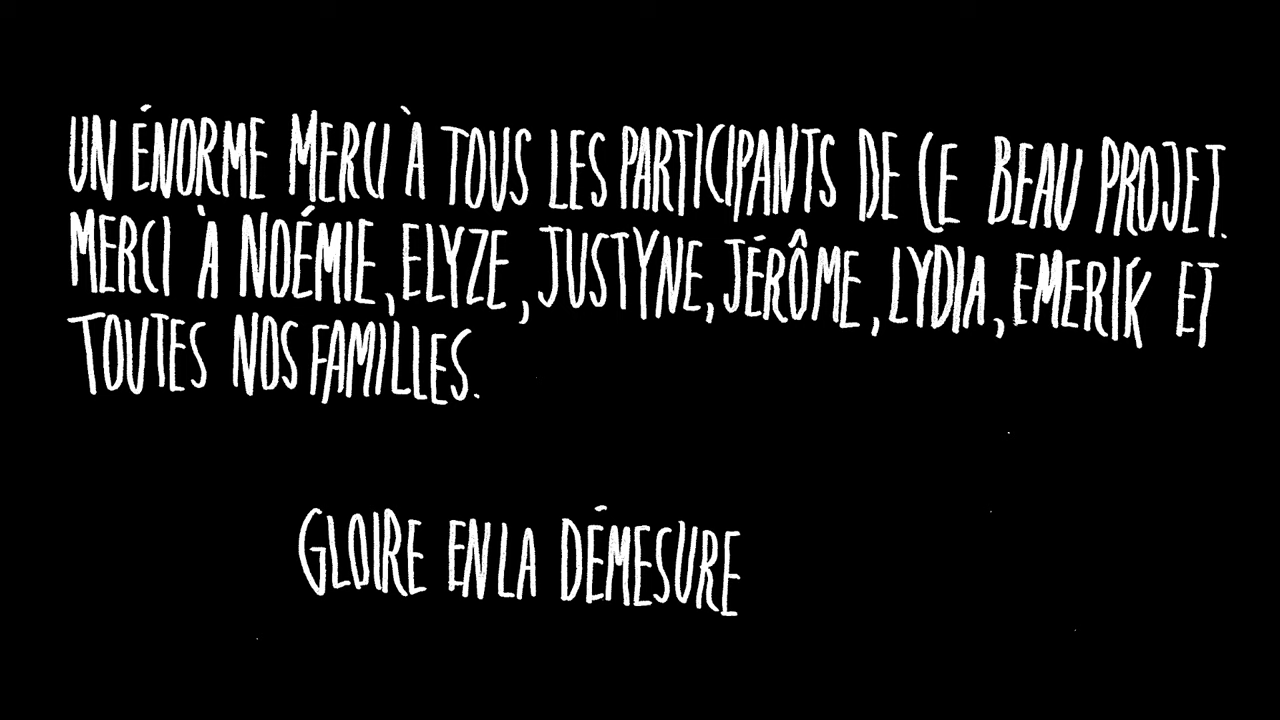 UN ÉNORME MERCI À TOUS LES PARTICIPANTS DE CE BEAU PROJET.
MERCI À NOÉMIE, ELYZE, JUSTYNE, JÉRÔME, LYDIA, EMERIK ET
TOUTES NOS FAMILLES.
GLOIRE EN LA DÉMESURE